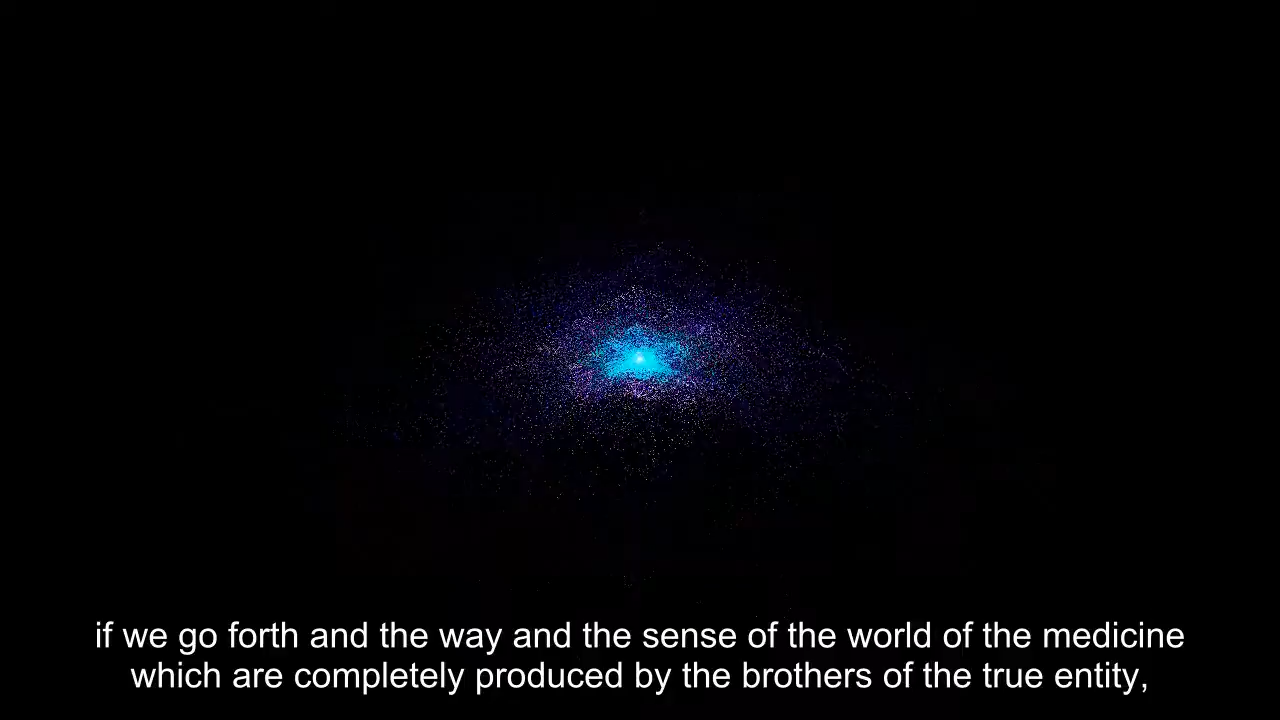 if we go forth and the way and the sense of the world of the medicine
which are completely produced by the brothers of the true entity,